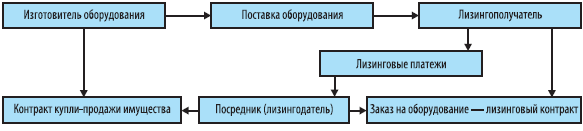 Изготовитель оборудования
Поставка оборудования
Лизингополучатель
Лизинговые платежи
Контракт купли–продажи имущества
Посредник (лизингодатель)
Заказ на оборудование — лизинговый контракт